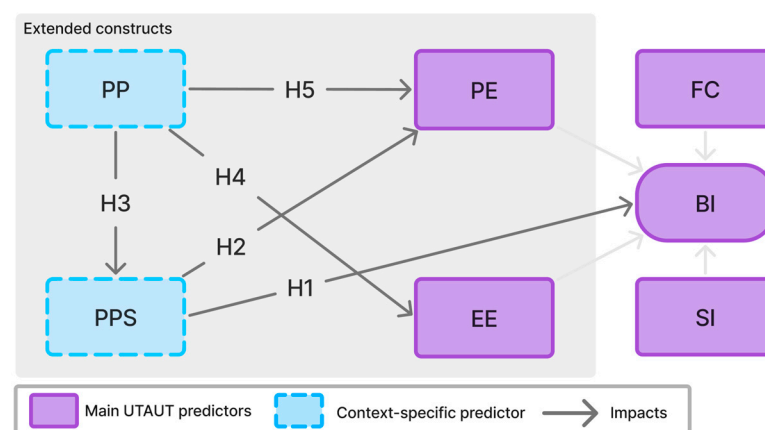 Extended constructs
PP
H5
PE
FC
H4
H3
BI
H2
H1
PPS
EE
SI
Main UTAUT predictors
Context-specific predictor
Impacts